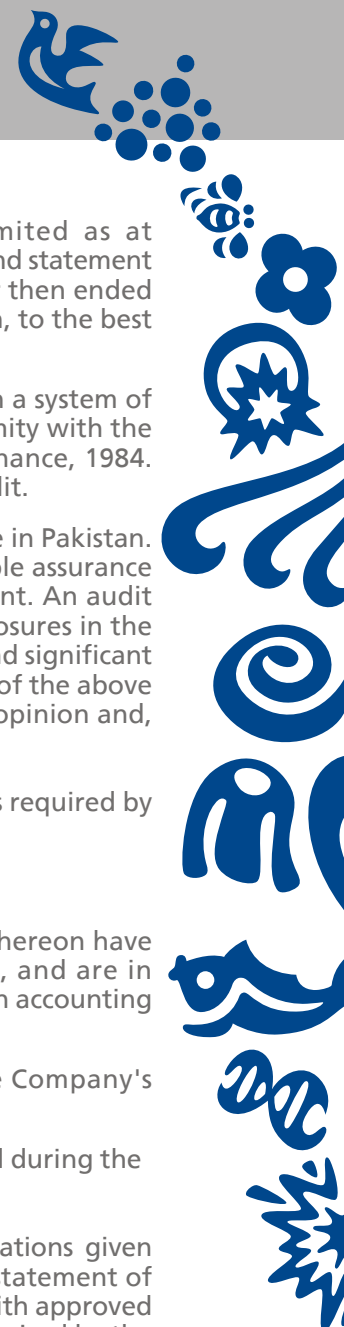 mited as at
nd statement
then ended
, to the best
a system of
nity with the
nance, 1984.
dit.
e in Pakistan.
ble assurance
nt. An audit
osures in the
nd significant
of the above
opinion and,
s required by
hereon have
, and are in
n accounting
e Company's
d during the
ations given
statement of
ith approved